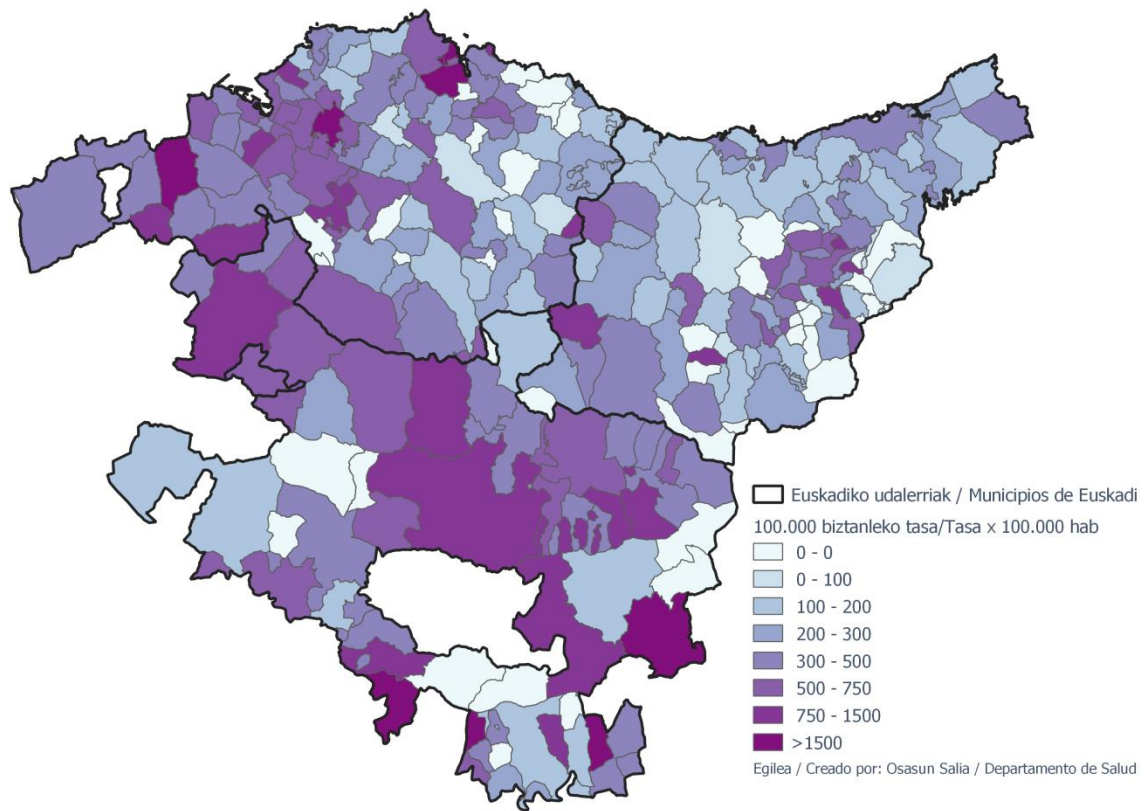 Euskadiko udalerriak / Municipios de Euskadi
100.000 biztanleko tasa/Tasa x 100.000 hab
0 - 0
0 - 100
100 - 200
200 - 300
300 - 500
500 - 750
750 - 1500
>1500
Egilea / Creado por: Osasun Salia / Departamento de Salud